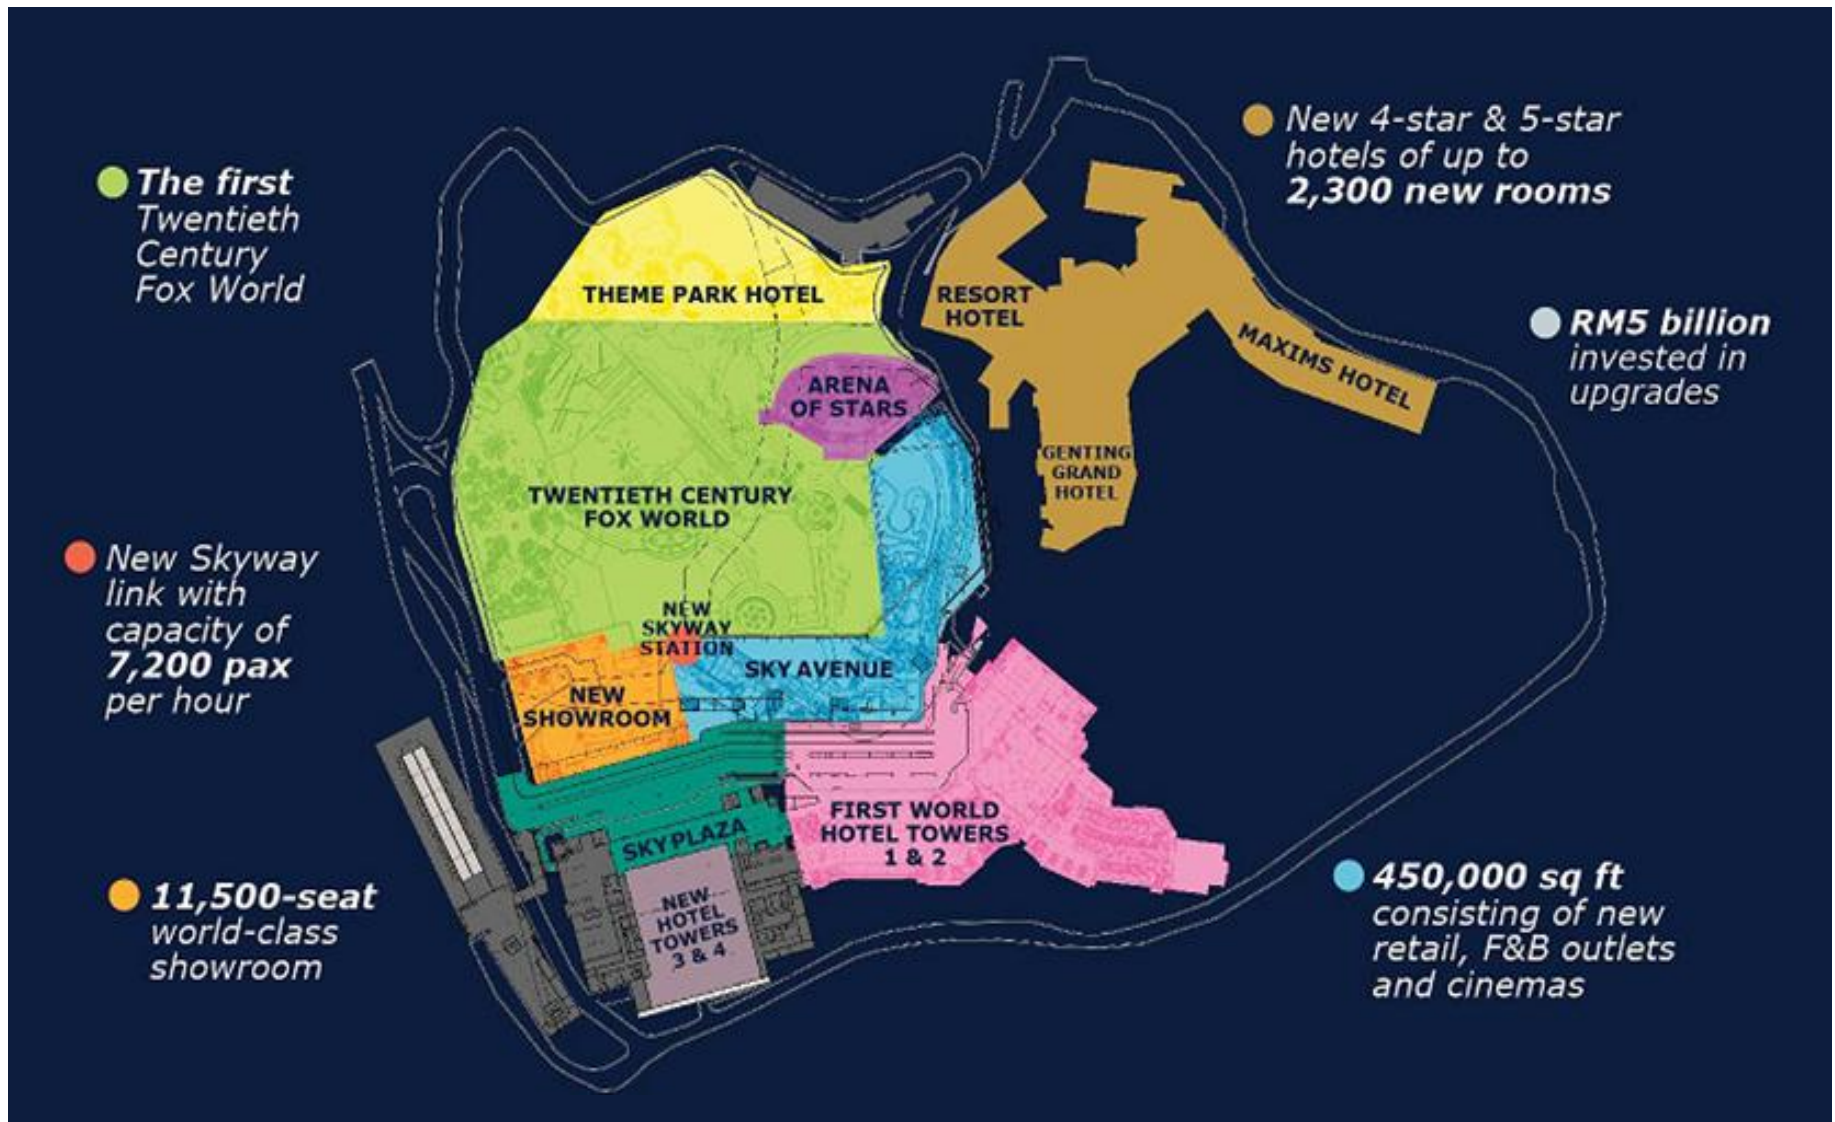 The first
Twentieth
Century
Fox World
New 4-star & 5-star
hotels of up to
2,300 new rooms
RM5 billion
invested in
upgrades
New Skyway
link with
capacity of
7,200 pax
per hour
11,500-seat
world-class
showroom
450,000 sq ft
consisting of new
retail, F&B outlets
and cinemas
THEME PARK HOTEL
RESORT
HOTEL
MAXIMS HOTEL
ARENA
OF STARS
GENTING
GRAND
HOTEL
TWENTIETH CENTURY
FOX WORLD
NEW
SKYWAY
STATION
SKY AVENUE
NEW
SHOWROOM
FIRST WORLD
HOTEL TOWERS
1 & 2
SKY PLAZA
NEW
HOTEL
TOWERS
3 & 4